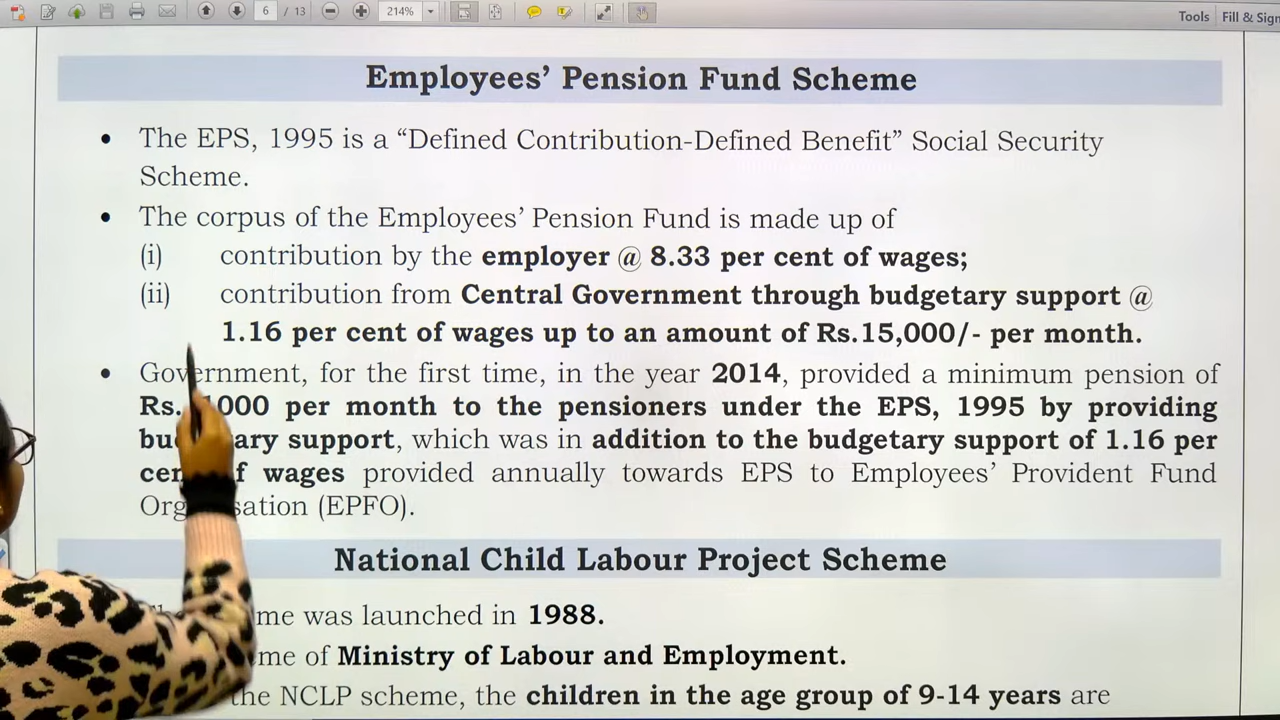 6 / 13
214%
Tools
Fill & Sign
Employees’ Pension Fund Scheme
• The EPS, 1995 is a “Defined Contribution-Defined Benefit” Social Security
Scheme.
• The corpus of the Employees’ Pension Fund is made up of
(i) contribution by the employer @ 8.33 per cent of wages;
(ii) contribution from Central Government through budgetary support @
1.16 per cent of wages up to an amount of Rs.15,000/- per month.
• Government, for the first time, in the year 2014, provided a minimum pension of
Rs. 000 per month to the pensioners under the EPS, 1995 by providing
bu ary support, which was in addition to the budgetary support of 1.16 per
cen f wages provided annually towards EPS to Employees’ Provident Fund
Org sation (EPFO).
National Child Labour Project Scheme
me was launched in 1988.
me of Ministry of Labour and Employment.
the NCLP scheme, the children in the age group of 9-14 years are